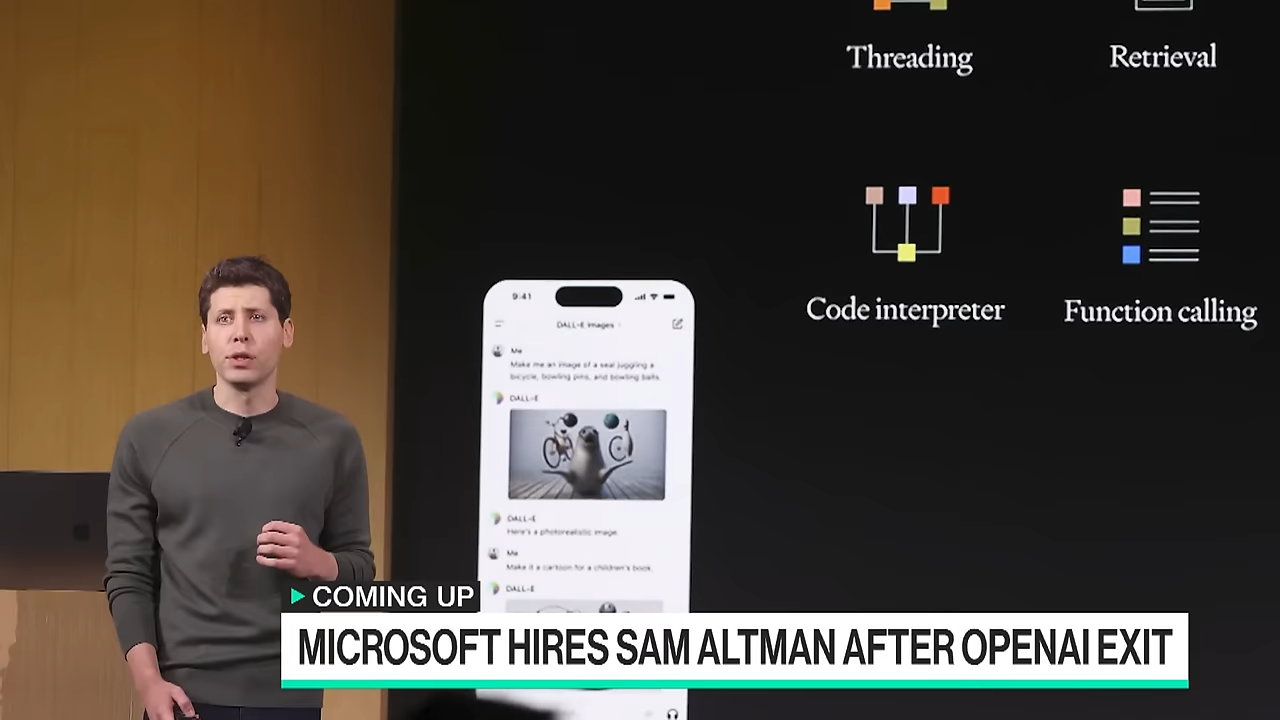 Threading
Retrieval
Code interpreter
Function calling
9:41
DALL-E Images
Me
Make me an image of a seal juggling a
bicycle, bowling pins, and bowling balls.
DALL-E
DALL-E
Here's a photorealistic image.
Me
Make it a cartoon for a children's book.
DALL-E
COMING UP
MICROSOFT HIRES SAM ALTMAN AFTER OPENAI EXIT